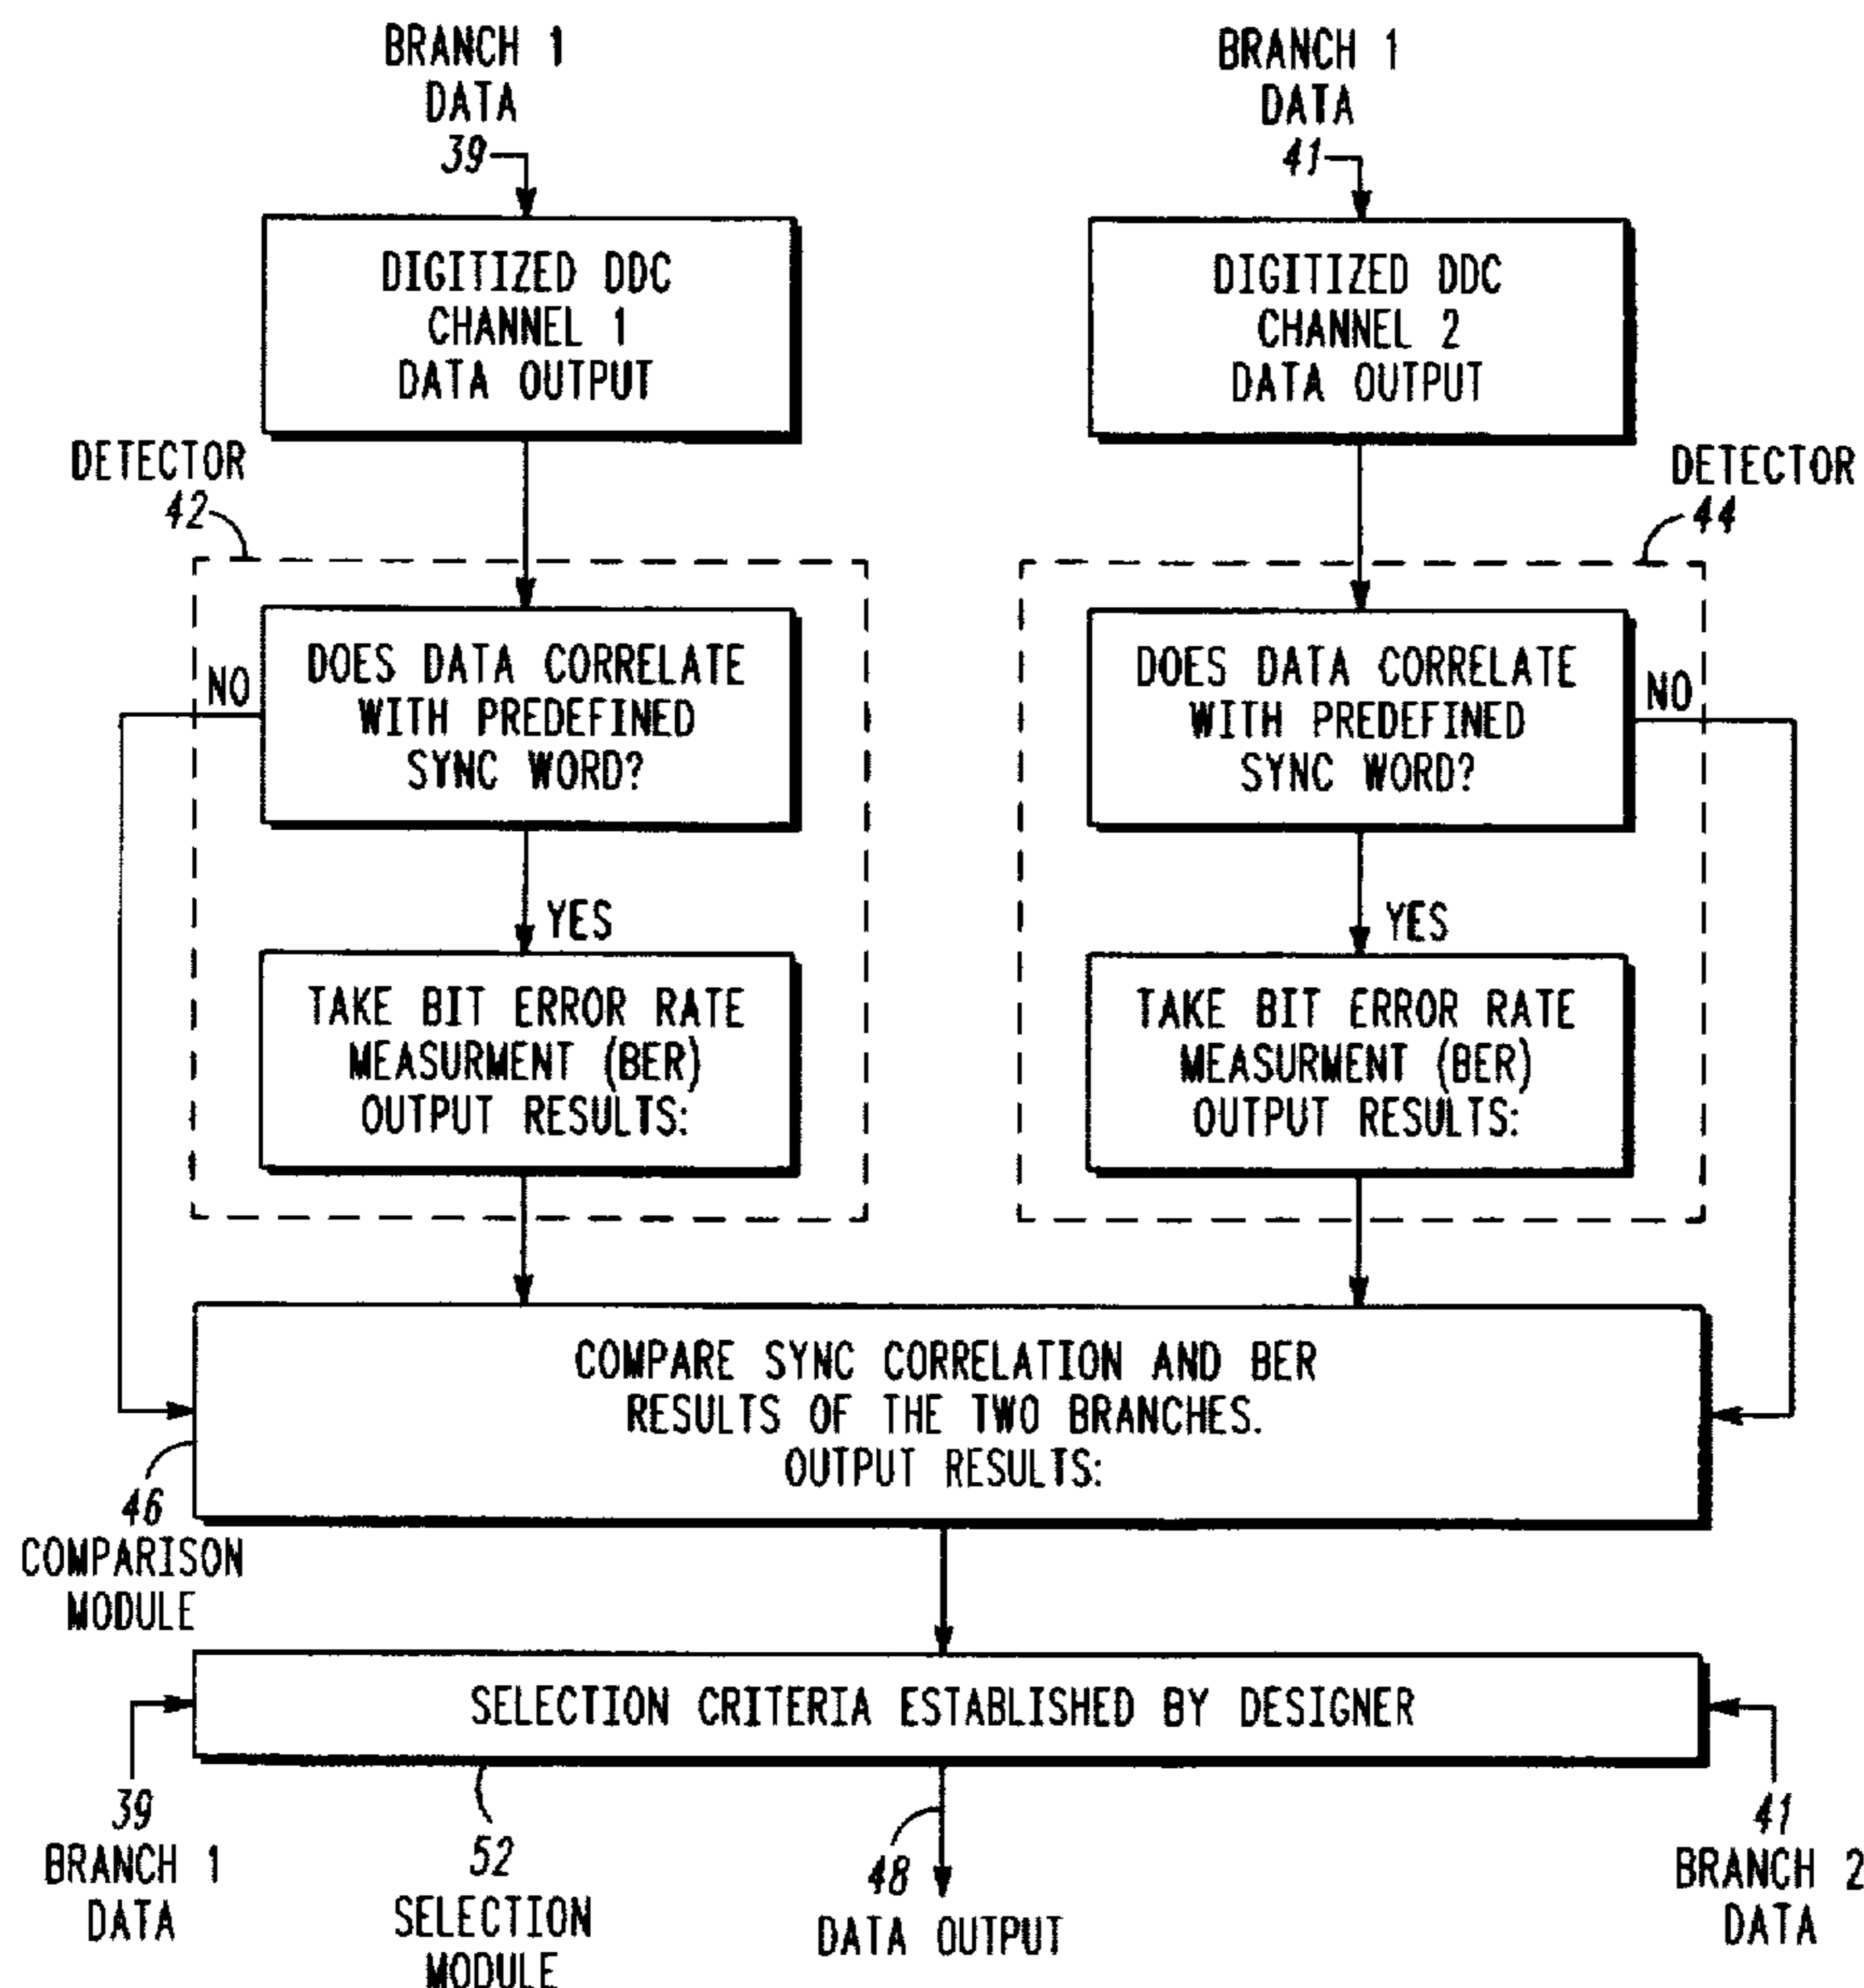 BRANCH 1
DATA
39
BRANCH 1
DATA
41
DIGITIZED DDC
CHANNEL 1
DATA OUTPUT
DIGITIZED DDC
CHANNEL 2
DATA OUTPUT
DETECTOR
42
DETECTOR
44
DOES DATA CORRELATE
WITH PREDEFINED
SYNC WORD?
NO
DOES DATA CORRELATE
WITH PREDEFINED
SYNC WORD?
NO
YES
YES
TAKE BIT ERROR RATE
MEASURMENT (BER)
OUTPUT RESULTS:
TAKE BIT ERROR RATE
MEASURMENT (BER)
OUTPUT RESULTS:
COMPARE SYNC CORRELATION AND BER
RESULTS OF THE TWO BRANCHES.
OUTPUT RESULTS:
46
COMPARISON
MODULE
SELECTION CRITERIA ESTABLISHED BY DESIGNER
39
BRANCH 1
DATA
52
SELECTION
MODULE
48
DATA OUTPUT
41
BRANCH 2
DATA